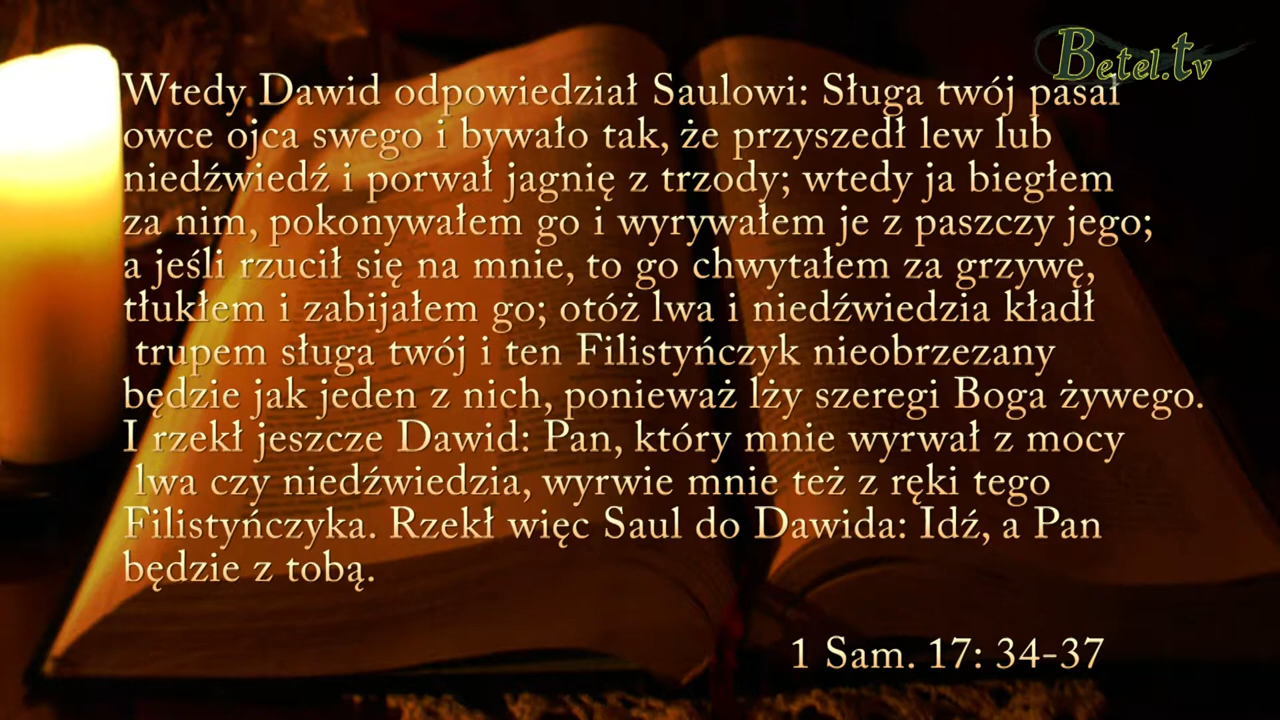 Betel.tv
Wtedy Dawid odpowiedział Saulowi: Sługa twój pasał
owce ojca swego i bywało tak, że przyszedł lew lub
niedźwiedź i porwał jagnię z trzody; wtedy ja biegłem
za nim, pokonywałem go i wyrywałem je z paszczy jego;
a jeśli rzucił się na mnie, to go chwytałem za grzywę,
tłukłem i zabijałem go; otóż lwa i niedźwiedzia kładł
trupem sługa twój i ten Filistyńczyk nieobrzezany
będzie jak jeden z nich, ponieważ lży szeregi Boga żywego.
I rzekł jeszcze Dawid: Pan, który mnie wyrwał z mocy
lwa czy niedźwiedzia, wyrwie mnie też z ręki tego
Filistyńczyka. Rzekł więc Saul do Dawida: Idź, a Pan
będzie z tobą.
1 Sam. 17: 34-37